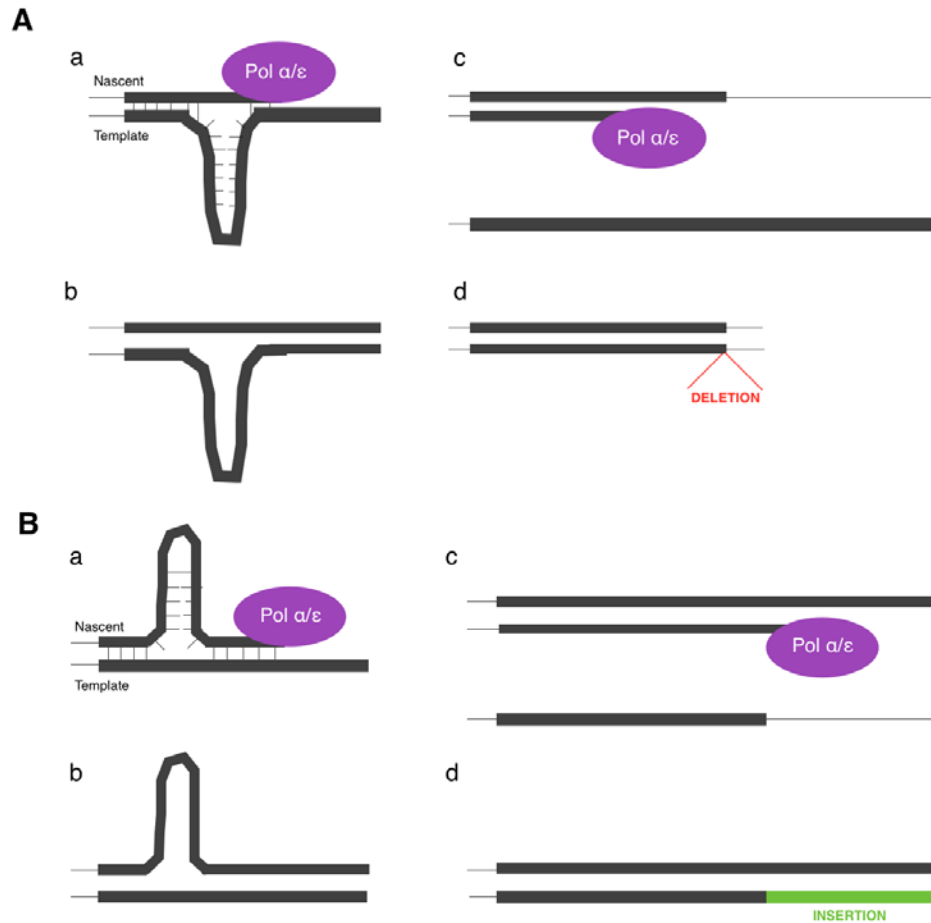 A
a
Nascent
Pol α/ε
Template
c
Pol α/ε
b
d
DELETION
B
a
Nascent
Pol α/ε
Template
c
Pol α/ε
b
d
INSERTION